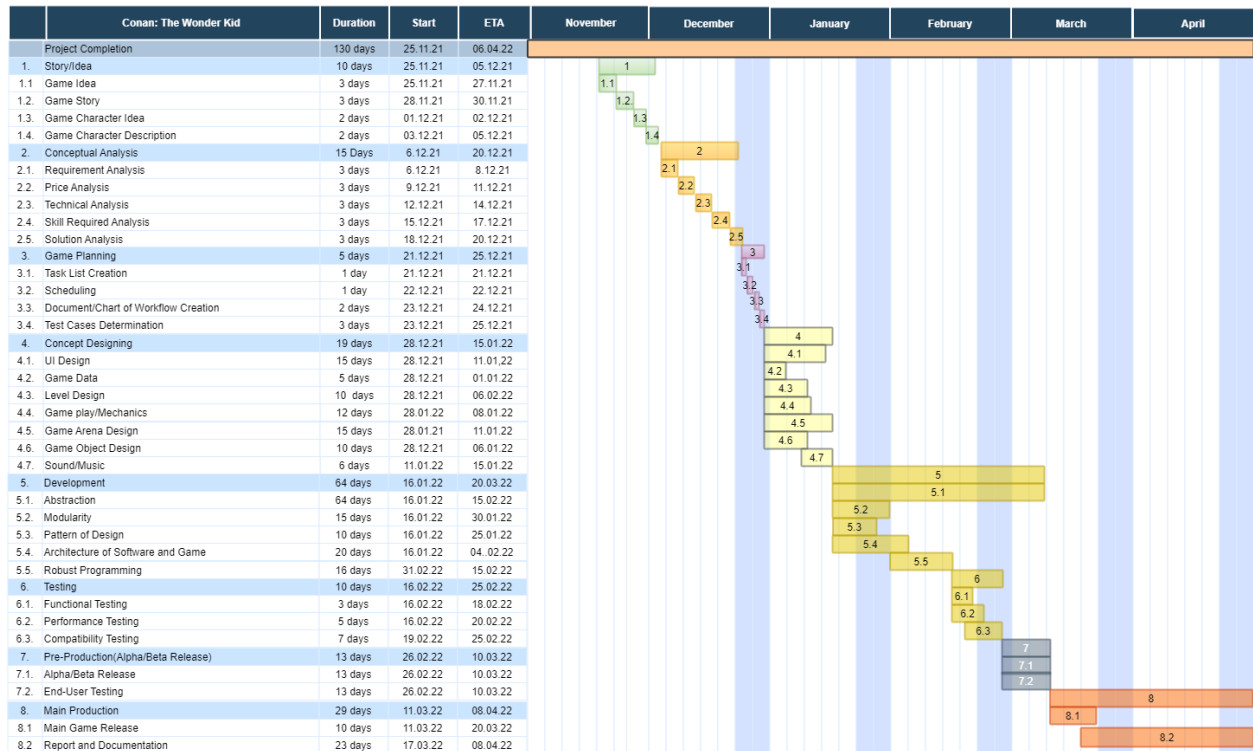 Conan: The Wonder Kid Duration Start ETA November December January February March April
Project Completion 130 days 25.11.21 06.04.22
1. Story/Idea 10 days 25.11.21 05.12.21 1
1.1 Game Idea 3 days 25.11.21 27.11.21 1.1
1.2. Game Story 3 days 28.11.21 30.11.21 1.2.
1.3. Game Character Idea 2 days 01.12.21 02.12.21 1.3
1.4. Game Character Description 2 days 03.12.21 05.12.21 1.4
2. Conceptual Analysis 15 Days 6.12.21 20.12.21 2
2.1. Requirement Analysis 3 days 6.12.21 8.12.21 2.1
2.2. Price Analysis 3 days 9.12.21 11.12.21 2.2
2.3. Technical Analysis 3 days 12.12.21 14.12.21 2.3
2.4. Skill Required Analysis 3 days 15.12.21 17.12.21 2.4
2.5. Solution Analysis 3 days 18.12.21 20.12.21 2.5
3. Game Planning 5 days 21.12.21 25.12.21 3
3.1. Task List Creation 1 day 21.12.21 21.12.21 3.1
3.2. Scheduling 1 day 22.12.21 22.12.21 3.2
3.3. Document/Chart of Workflow Creation 2 days 23.12.21 24.12.21 3.3
3.4. Test Cases Determination 3 days 23.12.21 25.12.21 3.4
4. Concept Designing 19 days 28.12.21 15.01.22 4
4.1. UI Design 15 days 28.12.21 11.01,22 4.1
4.2. Game Data 5 days 28.12.21 01.01.22 4.2
4.3. Level Design 10 days 28.12.21 06.02.22 4.3
4.4. Game play/Mechanics 12 days 28.01.22 08.01.22 4.4
4.5. Game Arena Design 15 days 28.01.21 11.01.22 4.5
4.6. Game Object Design 10 days 28.12.21 06.01.22 4.6
4.7. Sound/Music 6 days 11.01.22 15.01.22 4.7
5. Development 64 days 16.01.22 20.03.22 5
5.1. Abstraction 64 days 16.01.22 15.02.22 5.1
5.2. Modularity 15 days 16.01.22 30.01.22 5.2
5.3. Pattern of Design 10 days 16.01.22 25.01.22 5.3
5.4. Architecture of Software and Game 20 days 16.01.22 04..02.22 5.4
5.5. Robust Programming 16 days 31.02.22 15.02.22 5.5
6. Testing 10 days 16.02.22 25.02.22 6
6.1. Functional Testing 3 days 16.02.22 18.02.22 6.1
6.2. Performance Testing 5 days 16.02.22 20.02.22 6.2
6.3. Compatibility Testing 7 days 19.02.22 25.02.22 6.3
7. Pre-Production(Alpha/Beta Release) 13 days 26.02.22 10.03.22 7
7.1. Alpha/Beta Release 13 days 26.02.22 10.03.22 7.1
7.2. End-User Testing 13 days 26.02.22 10.03.22 7.2
8. Main Production 29 days 11.03.22 08.04.22 8
8.1 Main Game Release 10 days 11.03.22 20.03.22 8.1
8.2 Report and Documentation 23 days 17.03.22 08.04.22 8.2